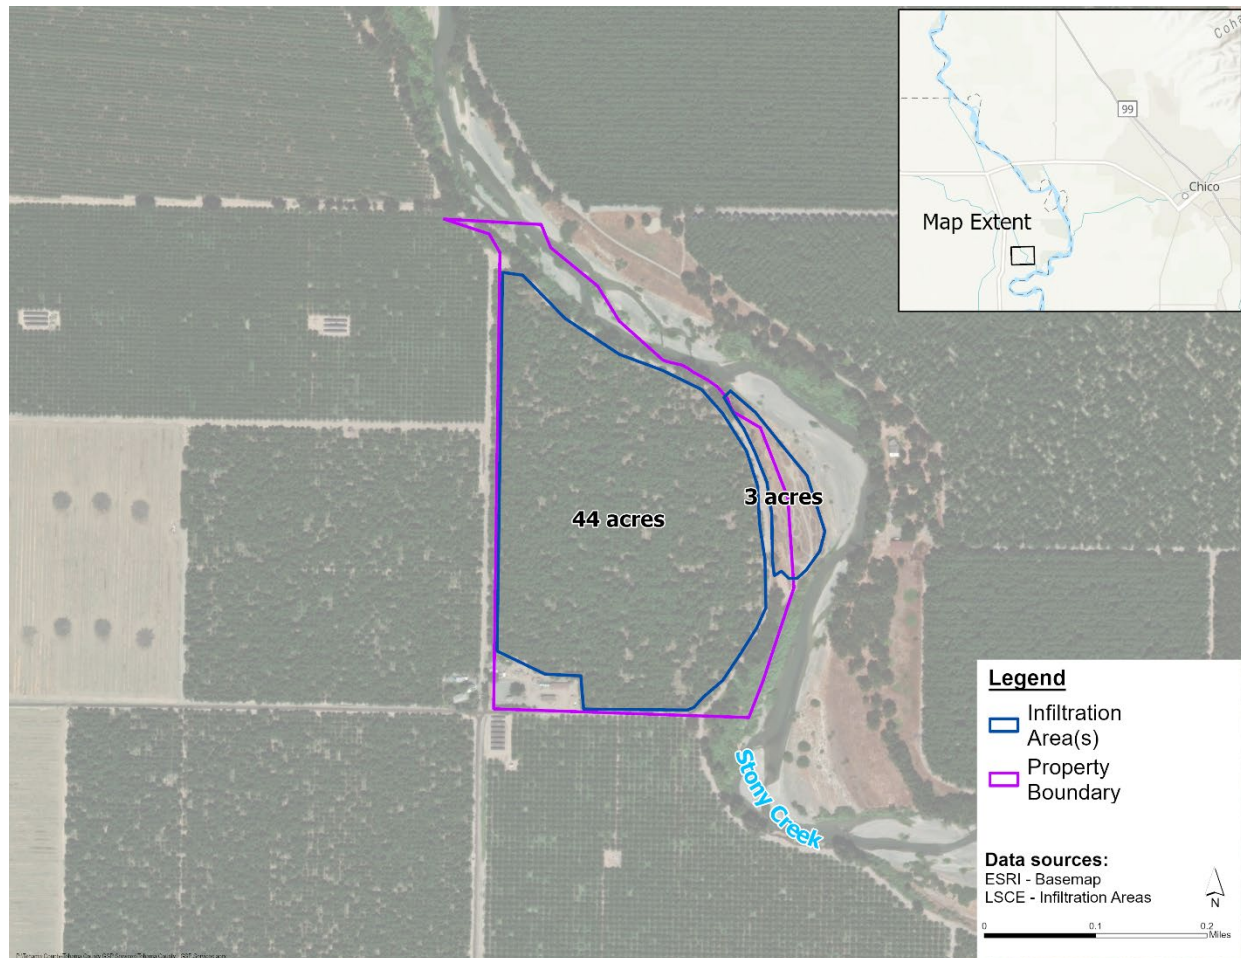 Coha
99
Chico
Map Extent
3 acres
44 acres
Stony Creek
Legend
Infiltration
Area(s)
Property
Boundary
Data sources:
ESRI - Basemap
LSCE - Infiltration Areas
N
0
0.1
0.2
Miles